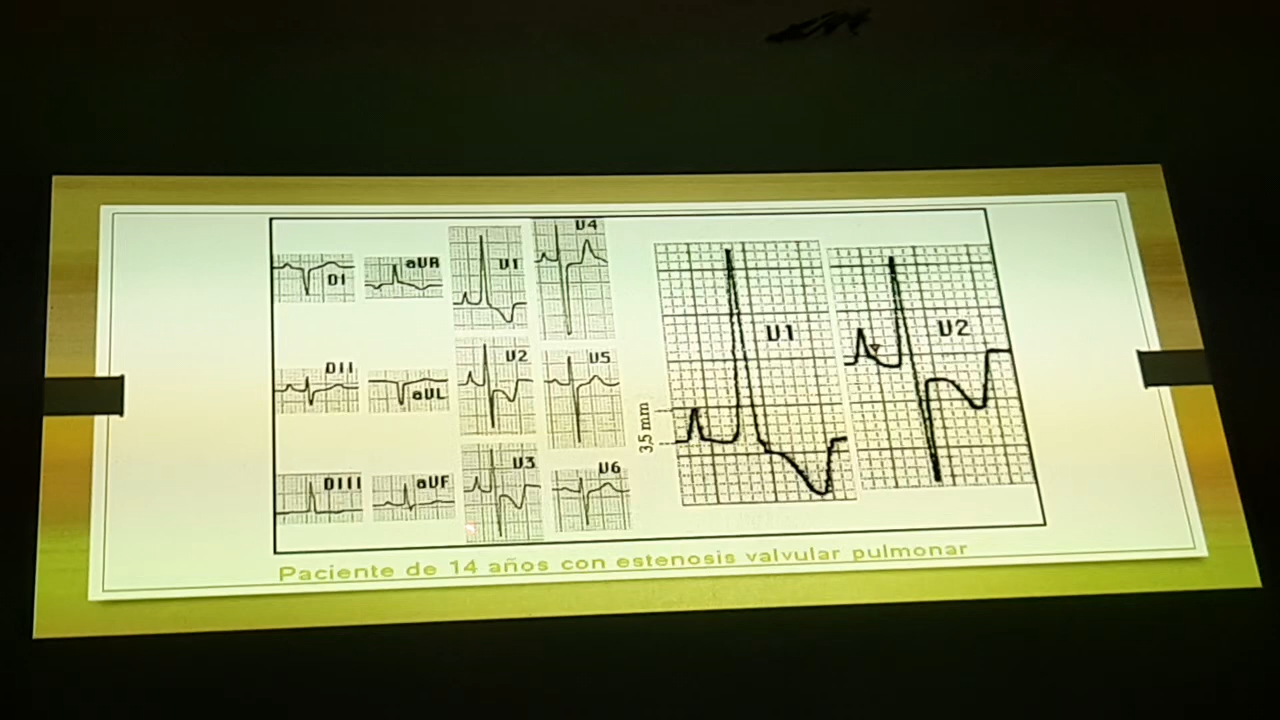 D1
aVR
V1
V4
DII
aVL
V2
V5
DIII
aVF
V3
V6
3,5 mm
V1
V2
Paciente de 14 años con estenosis valvular pulmonar